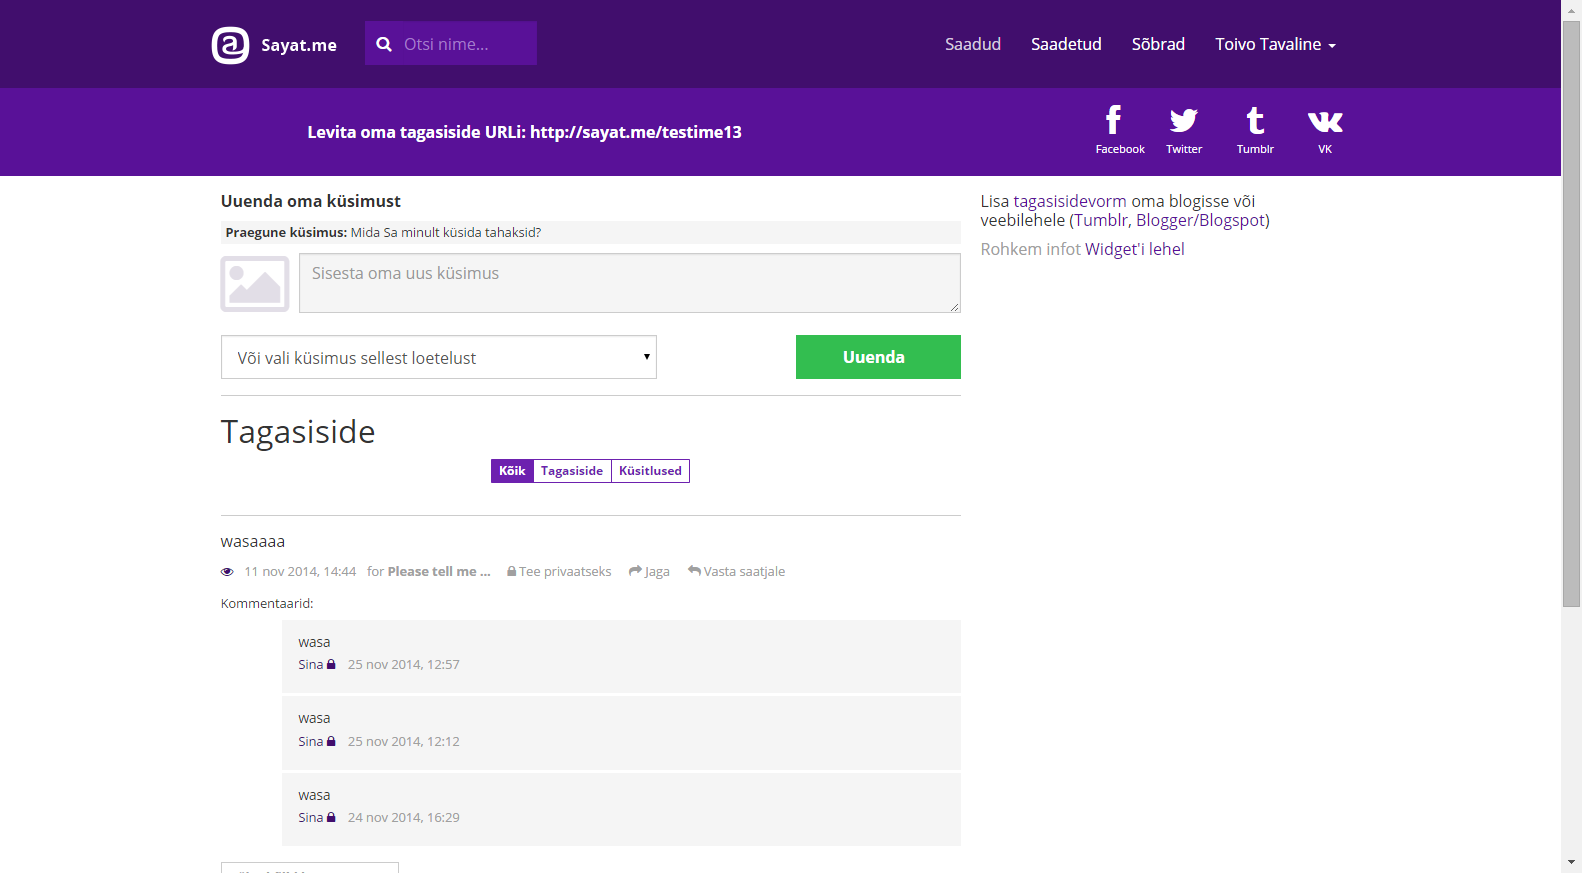 Sayat.me
Otsi nime...
Saadud
Saadetud
Sõbrad
Toivo Tavaline
Levita oma tagasiside URLi: http://sayat.me/testime13
Facebook
Twitter
Tumblr
VK
Uuenda oma küsimust
Praegune küsimus: Mida Sa minult küsida tahaksid?
Sisesta oma uus küsimus
Või vali küsimus sellest loetelust
Uuenda
Lisa tagasisidevorm oma blogisse või
veebilehele (Tumblr, Blogger/Blogspot)
Rohkem infot Widget'i lehel
Tagasiside
Kõik
Tagasiside
Küsitlused
wasaaaa
11 nov 2014, 14:44 for Please tell me ... Tee privaatseks Jaga Vasta saatjale
Kommentaarid:
wasa
Sina 25 nov 2014, 12:57
wasa
Sina 25 nov 2014, 12:12
wasa
Sina 24 nov 2014, 16:29